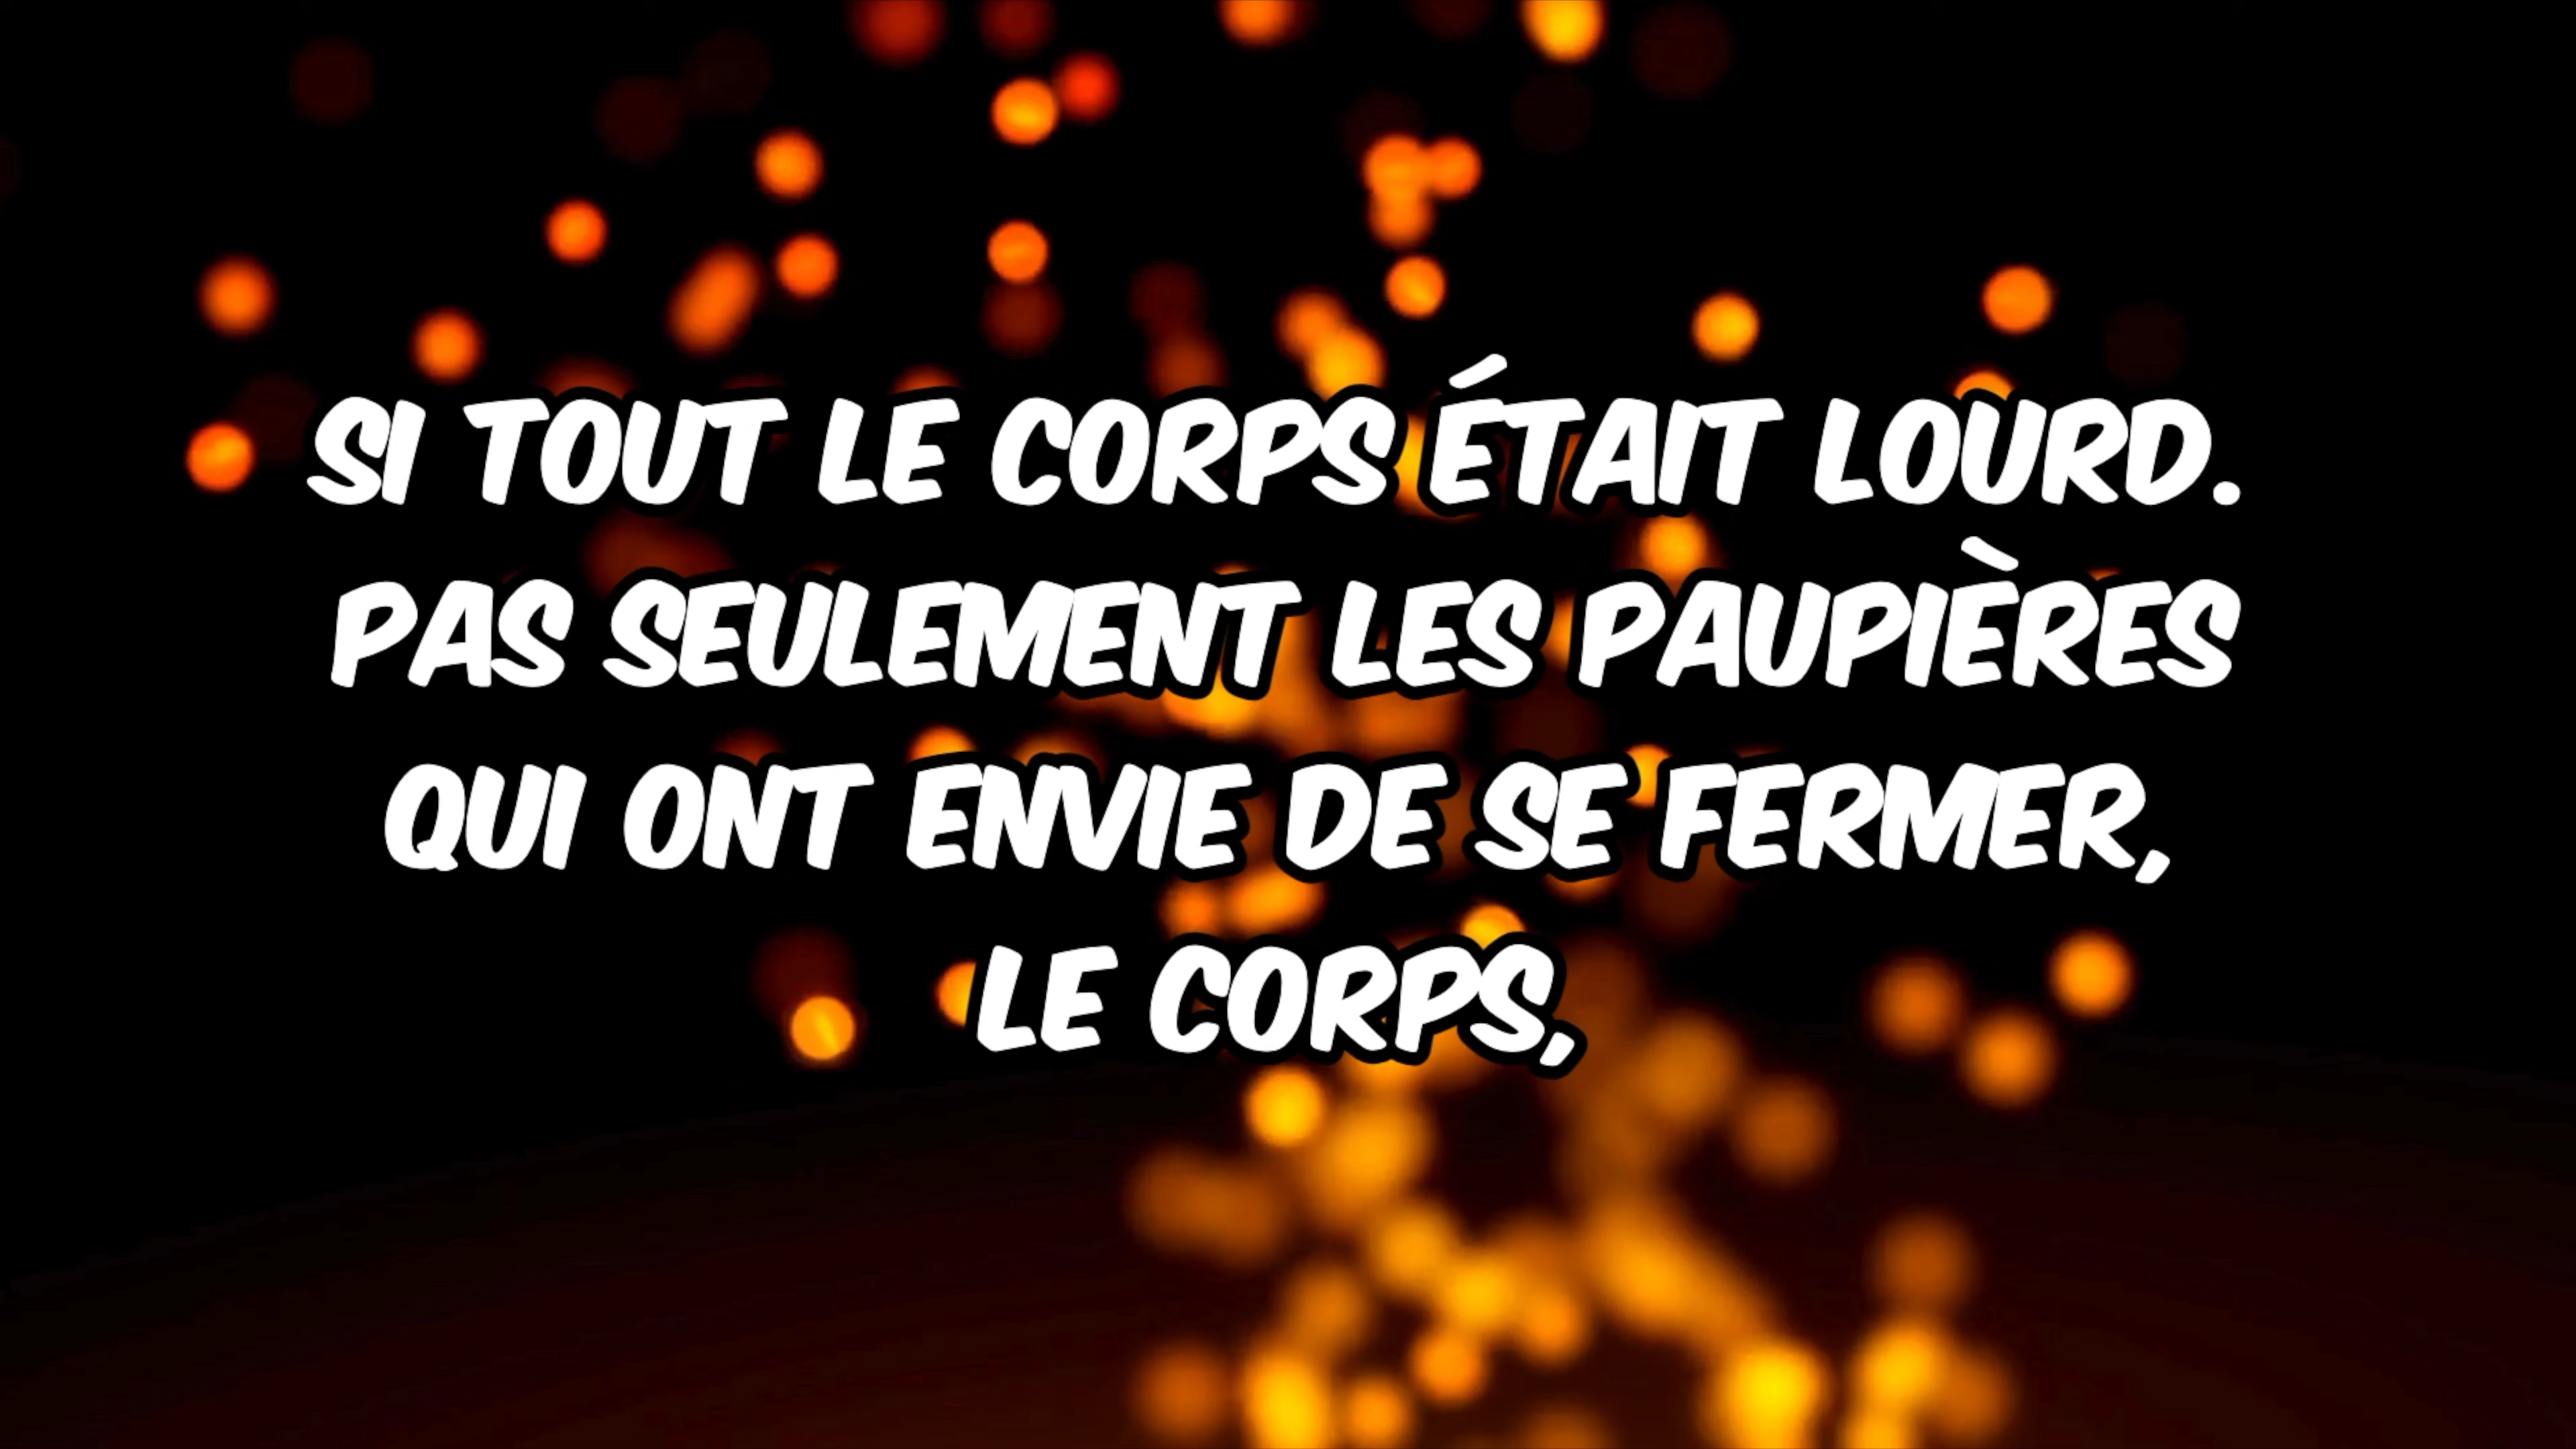 SI TOUT LE CORPS ÉTAIT LOURD.
PAS SEULEMENT LES PAUPIÈRES
QUI ONT ENVIE DE SE FERMER,
LE CORPS,